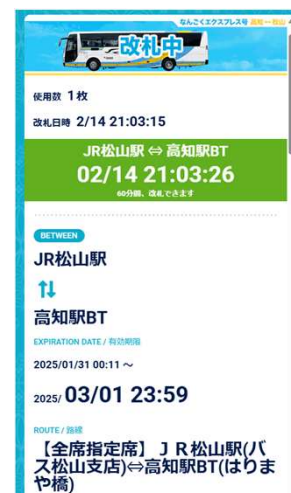 なんごくエクスプレス号 高知ー松山
改札中
使用数 1枚
改札日時 2/14 21:03:15
JR松山駅 ⇔ 高知駅BT
02/14 21:03:26
60分間、改札できます
BETWEEN
JR松山駅
⇅
高知駅BT
EXPIRATION DATE / 有効期限
2025/01/31 00:11 ～
2025/ 03/01 23:59
ROUTE / 路線
【全席指定席】ＪＲ松山駅(バ
ス松山支店)⇔高知駅BT(はりま
や橋)